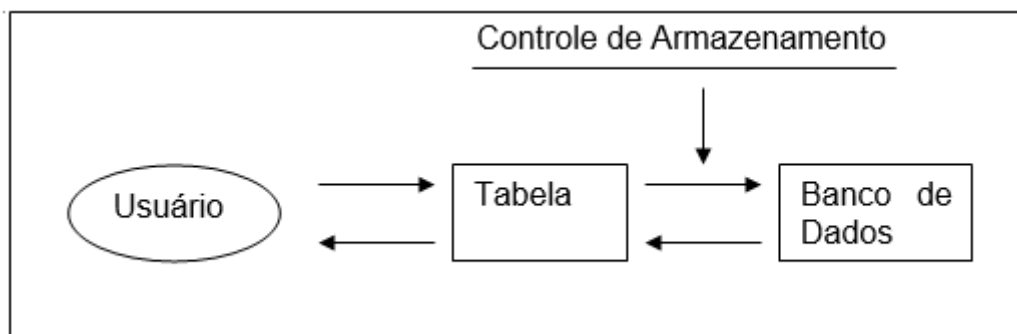 Controle de Armazenamento
Usuário
Tabela
Banco de
Dados